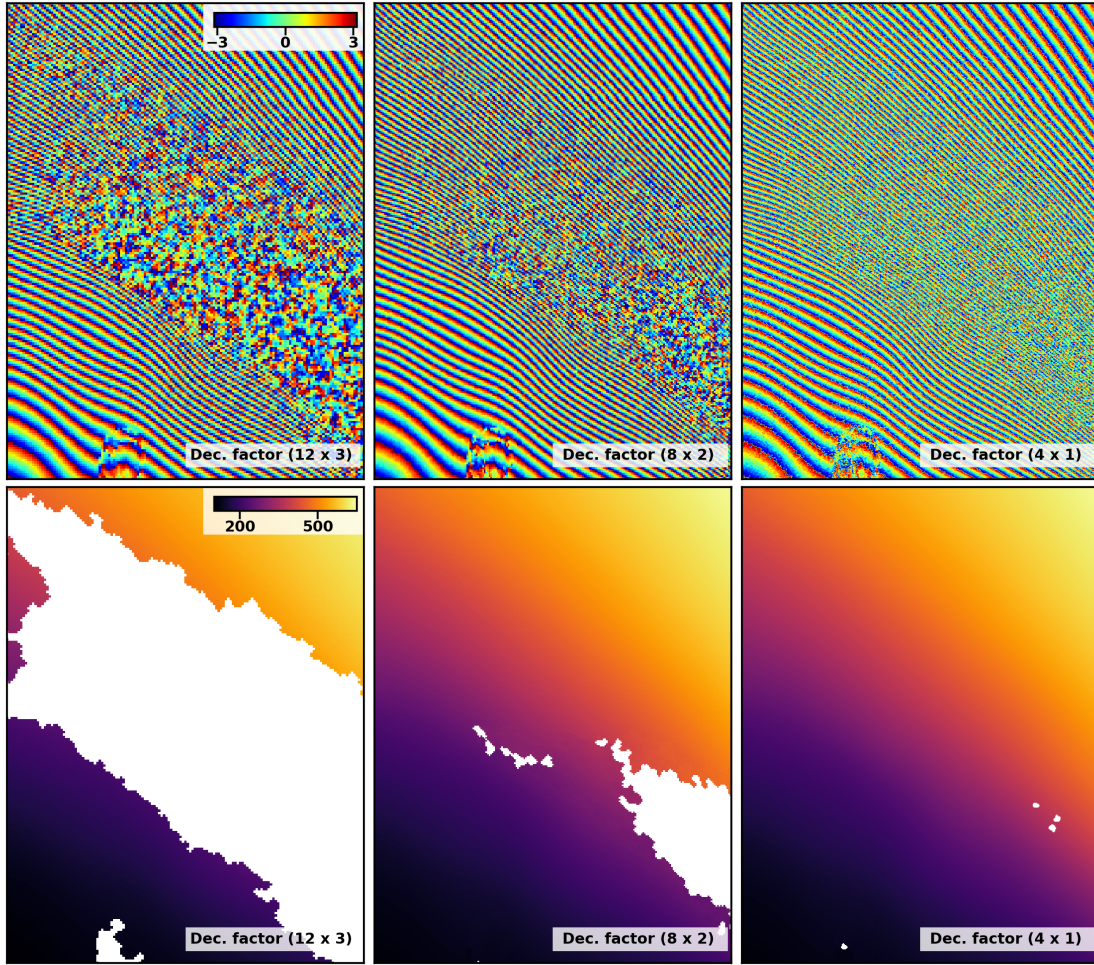 −3 0 3
Dec. factor (12 x 3)
Dec. factor (8 x 2)
Dec. factor (4 x 1)
200 500
Dec. factor (12 x 3)
Dec. factor (8 x 2)
Dec. factor (4 x 1)